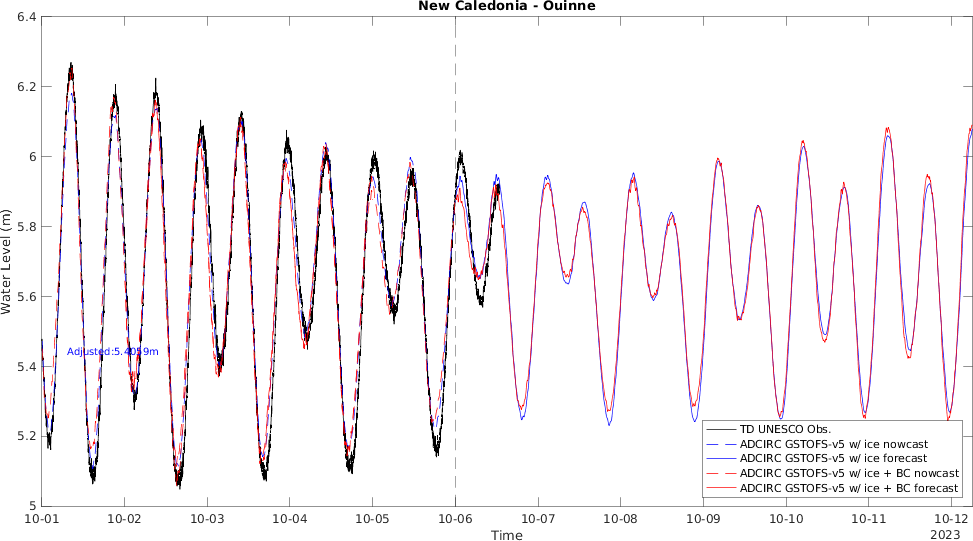 New Caledonia - Ouinne
6.4
6.2
6
5.8
5.6
5.4
5.2
5
Water Level (m)
Adjusted:5.4059m
TD UNESCO Obs.
ADCIRC GSTOFS-v5 w/ ice nowcast
ADCIRC GSTOFS-v5 w/ ice forecast
ADCIRC GSTOFS-v5 w/ ice + BC nowcast
ADCIRC GSTOFS-v5 w/ ice + BC forecast
10-01 10-02 10-03 10-04 10-05 10-06 10-07 10-08 10-09 10-10 10-11 10-12
2023
Time